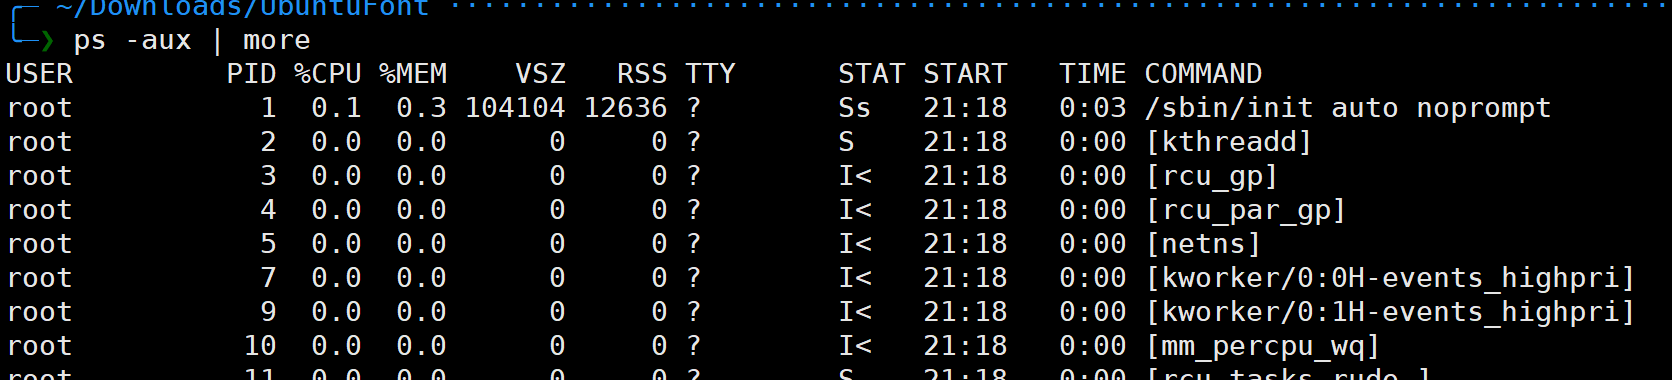 ~/Downloads/UbuntuFont
❯ ps -aux | more
USER         PID %CPU %MEM    VSZ   RSS TTY      STAT START   TIME COMMAND
root           1  0.1  0.3 104104 12636 ?        Ss   21:18   0:03 /sbin/init auto noprompt
root           2  0.0  0.0      0     0 ?        S    21:18   0:00 [kthreadd]
root           3  0.0  0.0      0     0 ?        I<   21:18   0:00 [rcu_gp]
root           4  0.0  0.0      0     0 ?        I<   21:18   0:00 [rcu_par_gp]
root           5  0.0  0.0      0     0 ?        I<   21:18   0:00 [netns]
root           7  0.0  0.0      0     0 ?        I<   21:18   0:00 [kworker/0:0H-events_highpri]
root           9  0.0  0.0      0     0 ?        I<   21:18   0:00 [kworker/0:1H-events_highpri]
root          10  0.0  0.0      0     0 ?        I<   21:18   0:00 [mm_percpu_wq]
root          11  0.0  0.0      0     0 ?        S    21:18   0:00 [rcu_tasks_rude_]